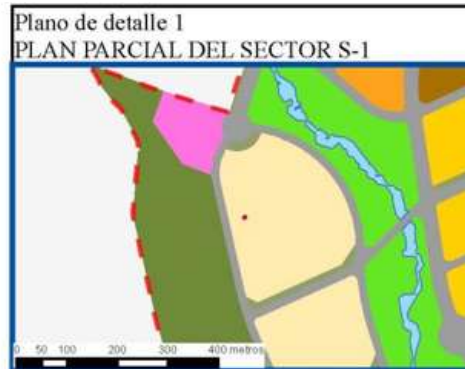 Plano de detalle 1
PLAN PARCIAL DEL SECTOR S-1
0 50 100 200 300 400 metros